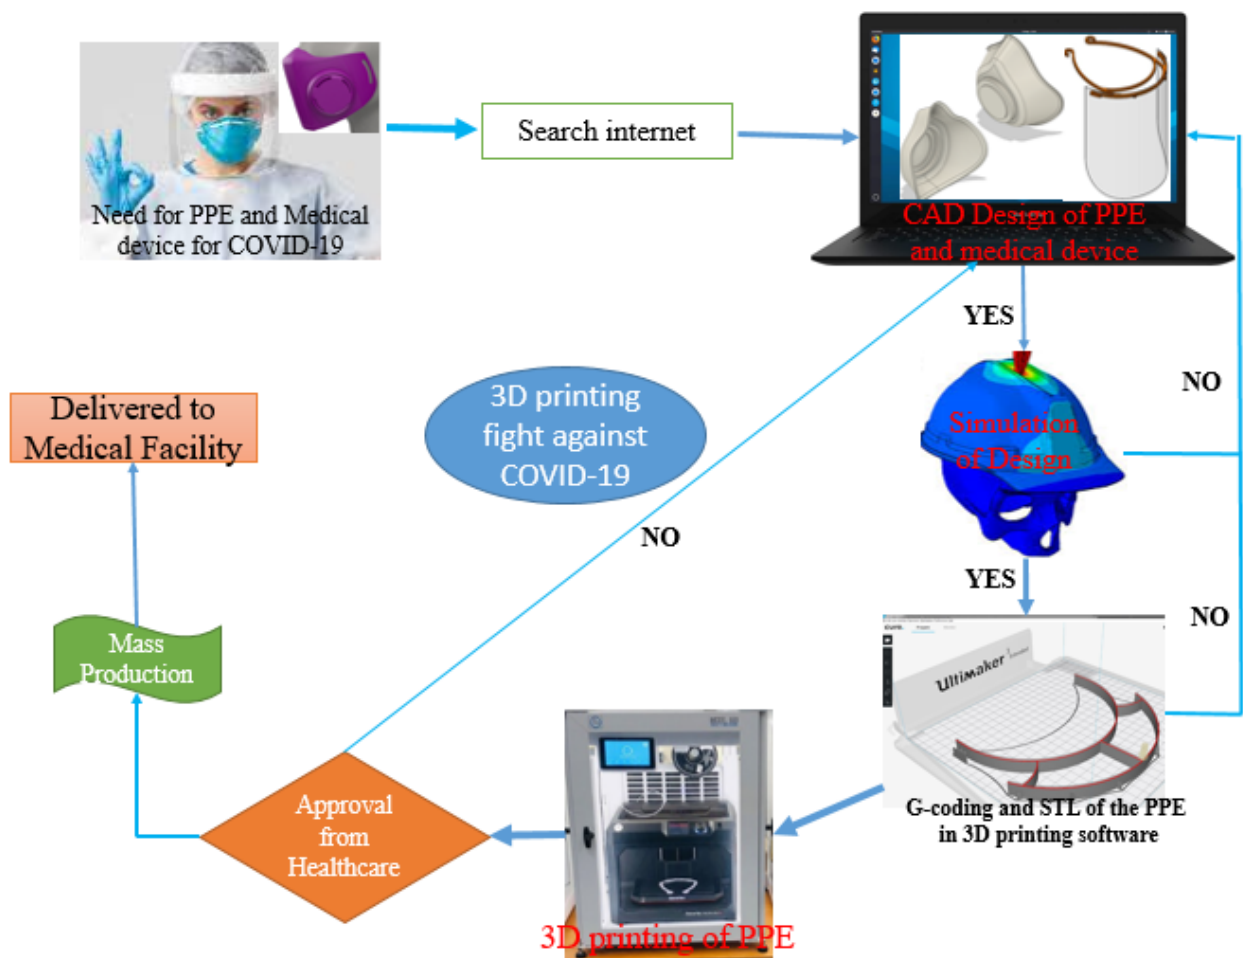 Need for PPE and Medical
device for COVID-19
Search internet
CAD Design of PPE
and medical device
YES
NO
Simulation
of Design
3D printing
fight against
COVID-19
Delivered to
Medical Facility
NO
YES
NO
Mass
Production
Ultimaker
G-coding and STL of the PPE
in 3D printing software
Approval
from
Healthcare
3D printing of PPE